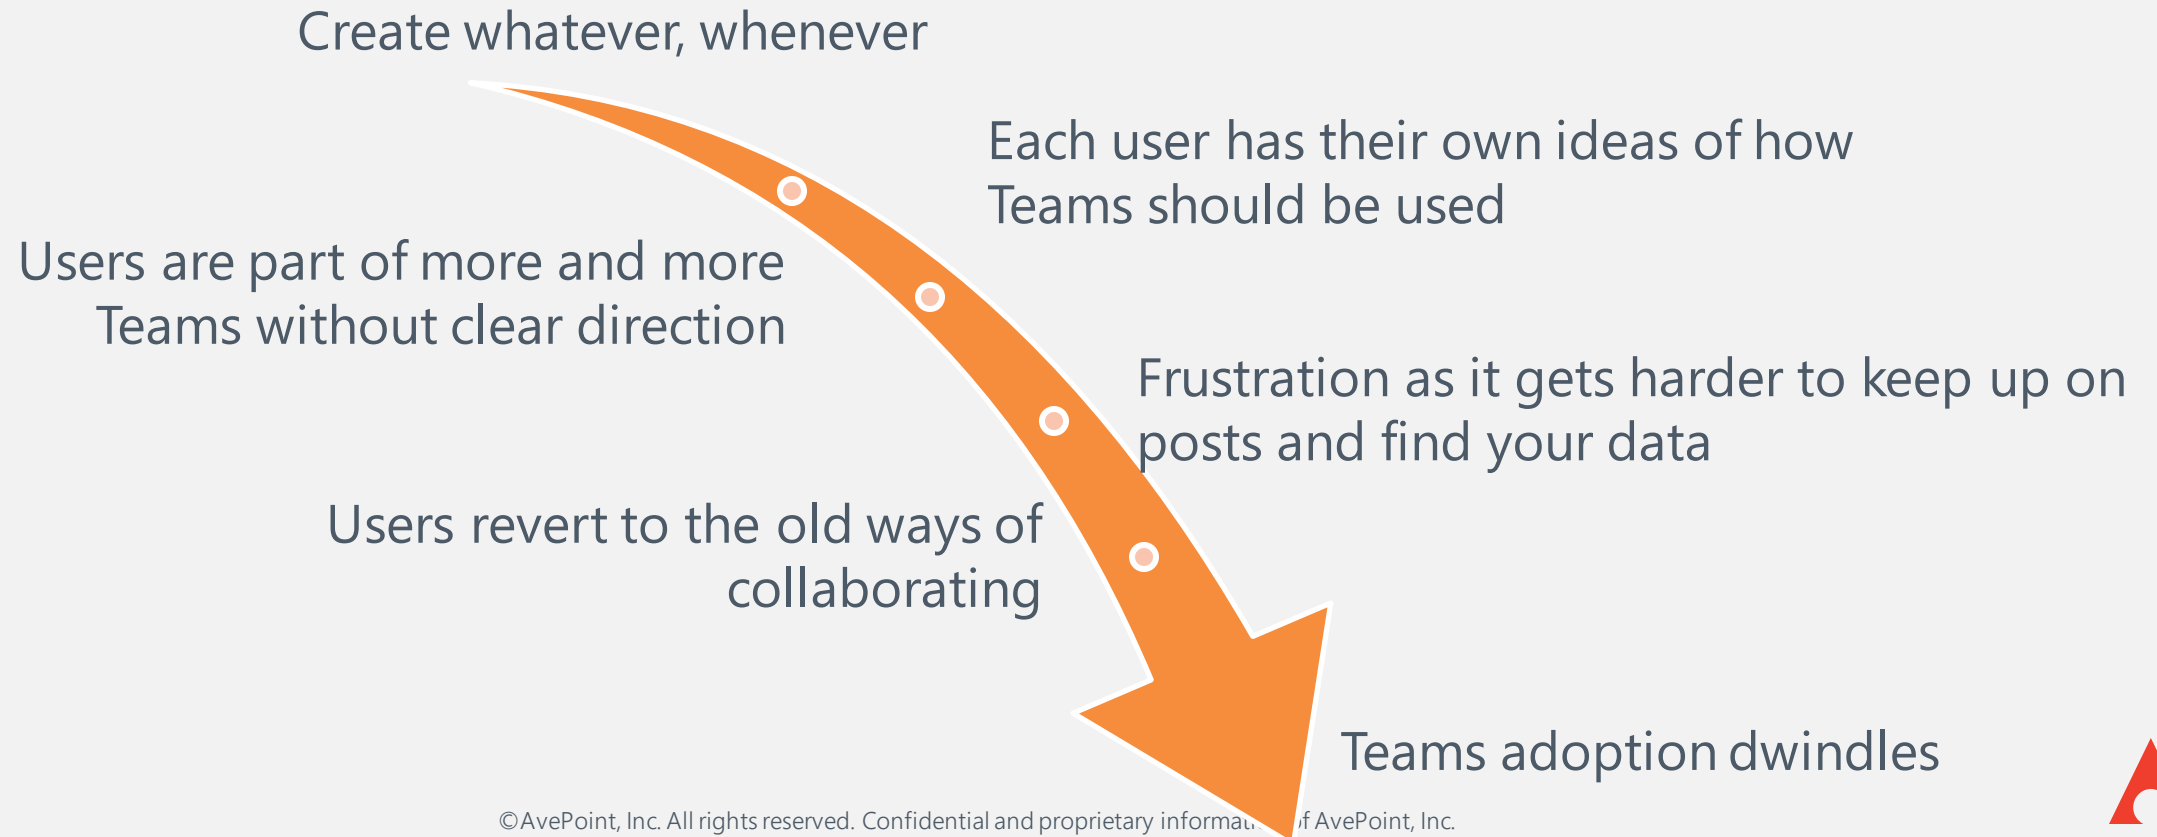 Create whatever, whenever
Each user has their own ideas of how
Teams should be used
Users are part of more and more
Teams without clear direction
Frustration as it gets harder to keep up on
posts and find your data
Users revert to the old ways of
collaborating
Teams adoption dwindles
©AvePoint, Inc. All rights reserved. Confidential and proprietary information of AvePoint, Inc.